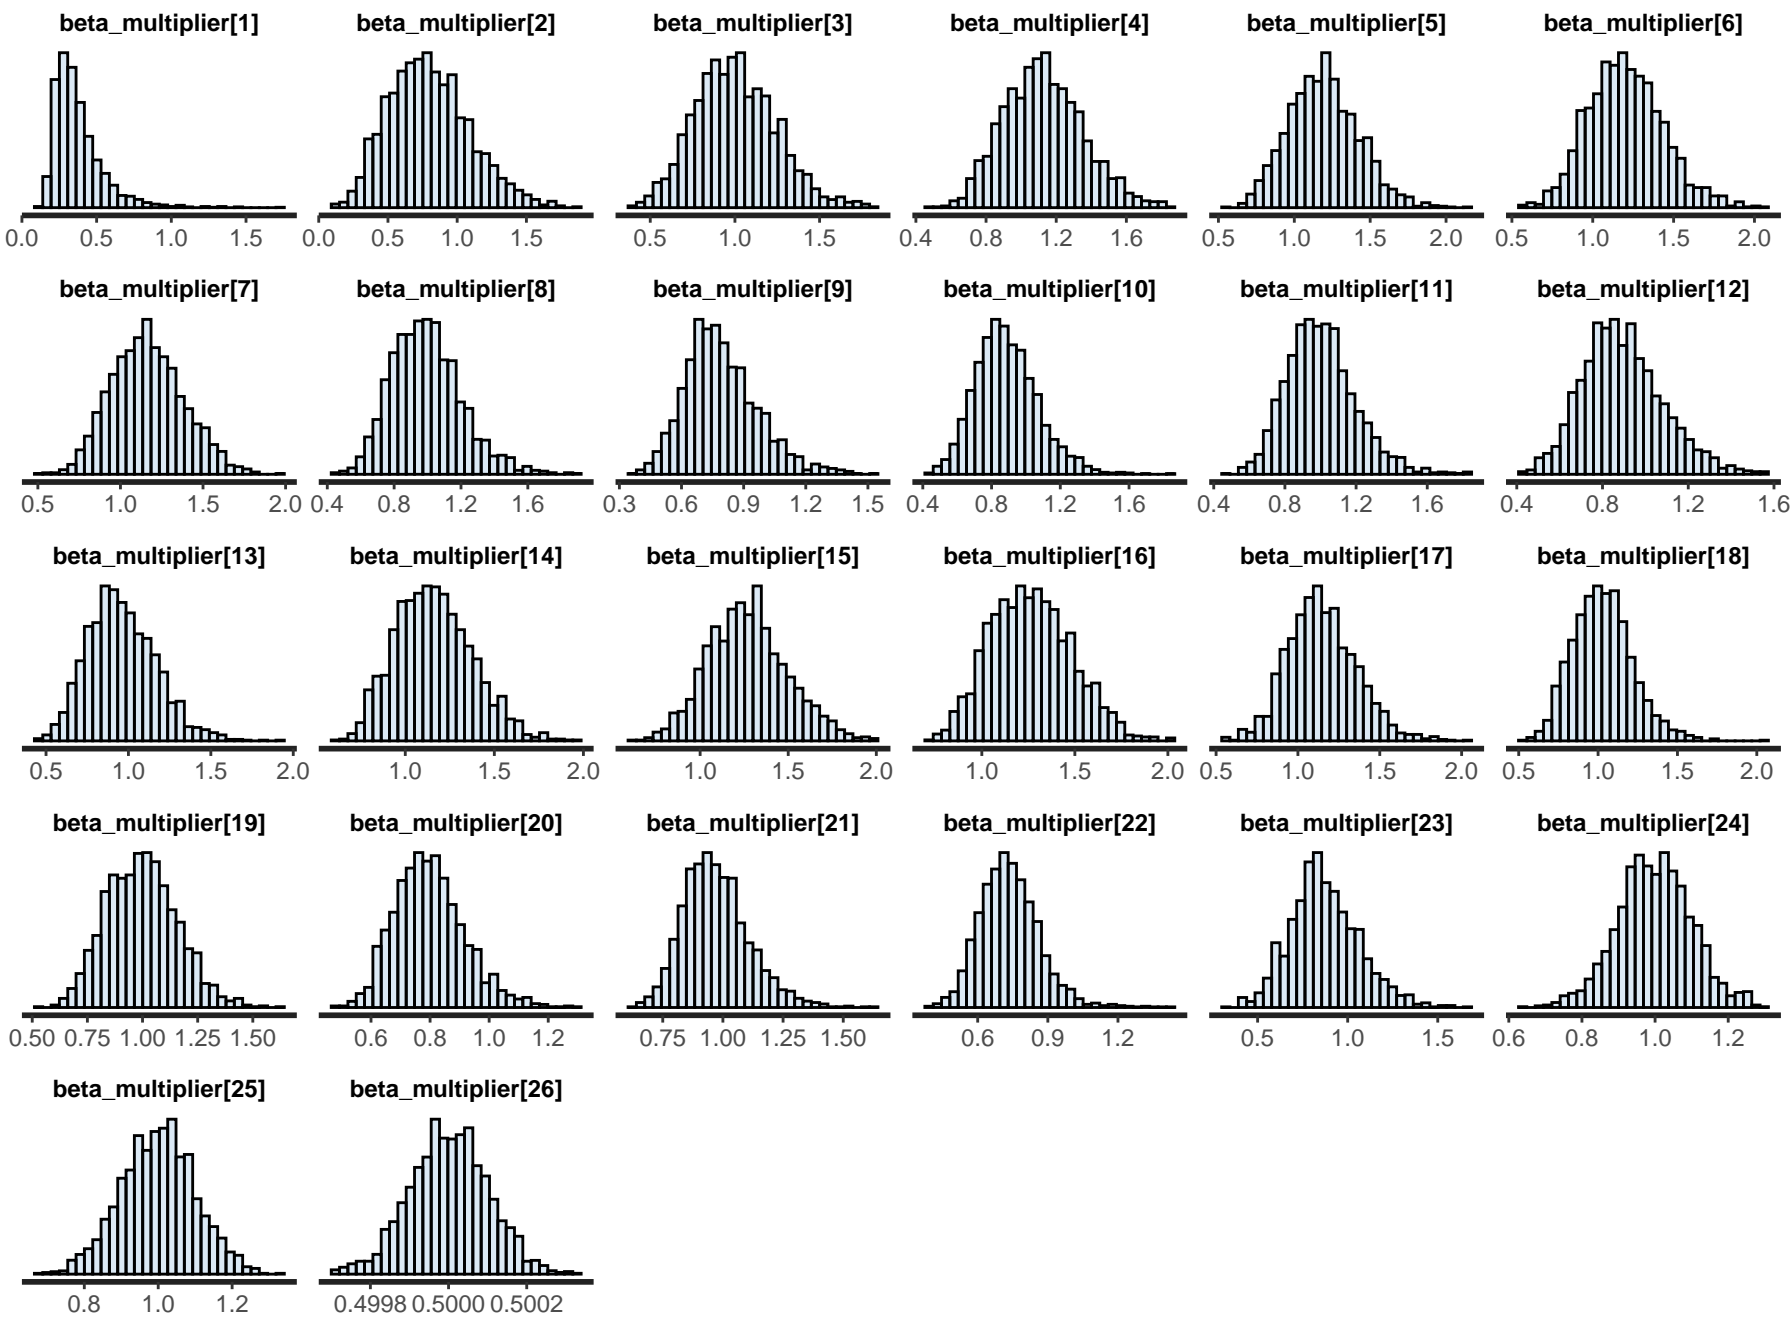 beta_multiplier[1] beta_multiplier[2] beta_multiplier[3] beta_multiplier[4] beta_multiplier[5] beta_multiplier[6]
0.0 0.5 1.0 1.5 0.0 0.5 1.0 1.5 0.5 1.0 1.5 0.4 0.8 1.2 1.6 0.5 1.0 1.5 2.0 0.5 1.0 1.5 2.0
beta_multiplier[7] beta_multiplier[8] beta_multiplier[9] beta_multiplier[10] beta_multiplier[11] beta_multiplier[12]
0.5 1.0 1.5 2.0 0.4 0.8 1.2 1.6 0.3 0.6 0.9 1.2 1.5 0.4 0.8 1.2 1.6 0.4 0.8 1.2 1.6 0.4 0.8 1.2 1.6
beta_multiplier[13] beta_multiplier[14] beta_multiplier[15] beta_multiplier[16] beta_multiplier[17] beta_multiplier[18]
0.5 1.0 1.5 2.0 1.0 1.5 2.0 1.0 1.5 2.0 1.0 1.5 2.0 0.5 1.0 1.5 2.0 0.5 1.0 1.5 2.0
beta_multiplier[19] beta_multiplier[20] beta_multiplier[21] beta_multiplier[22] beta_multiplier[23] beta_multiplier[24]
0.50 0.75 1.00 1.25 1.50 0.6 0.8 1.0 1.2 0.75 1.00 1.25 1.50 0.6 0.9 1.2 0.5 1.0 1.5 0.6 0.8 1.0 1.2
beta_multiplier[25] beta_multiplier[26]
0.8 1.0 1.2 0.4998 0.5000 0.5002